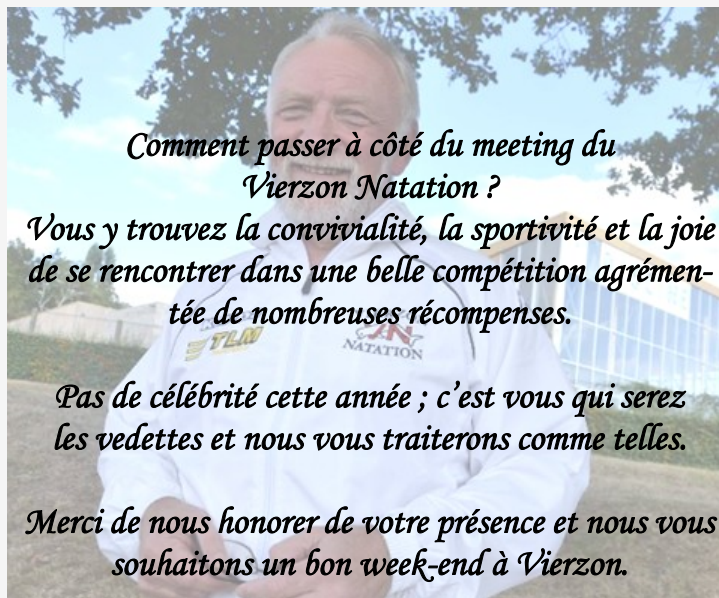 Comment passer à côté du meeting du
Vierzon Natation ?
Vous y trouvez la convivialité, la sportivité et la joie
de se rencontrer dans une belle compétition agrémen-
tée de nombreuses récompenses.
TLM
NATATION
Pas de célébrité cette année ; c’est vous qui serez
les vedettes et nous vous traiterons comme telles.
Merci de nous honorer de votre présence et nous vous
souhaitons un bon week-end à Vierzon.